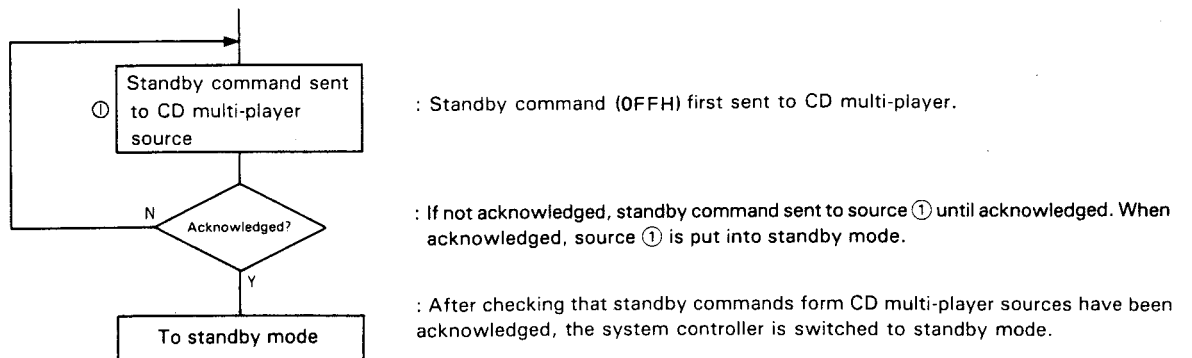 Standby command sent
① to CD multi-player
source
: Standby command (0FFH) first sent to CD multi-player.
N
Acknowledged?
: If not acknowledged, standby command sent to source ① until acknowledged. When
acknowledged, source ① is put into standby mode.
Y
: After checking that standby commands form CD multi-player sources have been
acknowledged, the system controller is switched to standby mode.
To standby mode